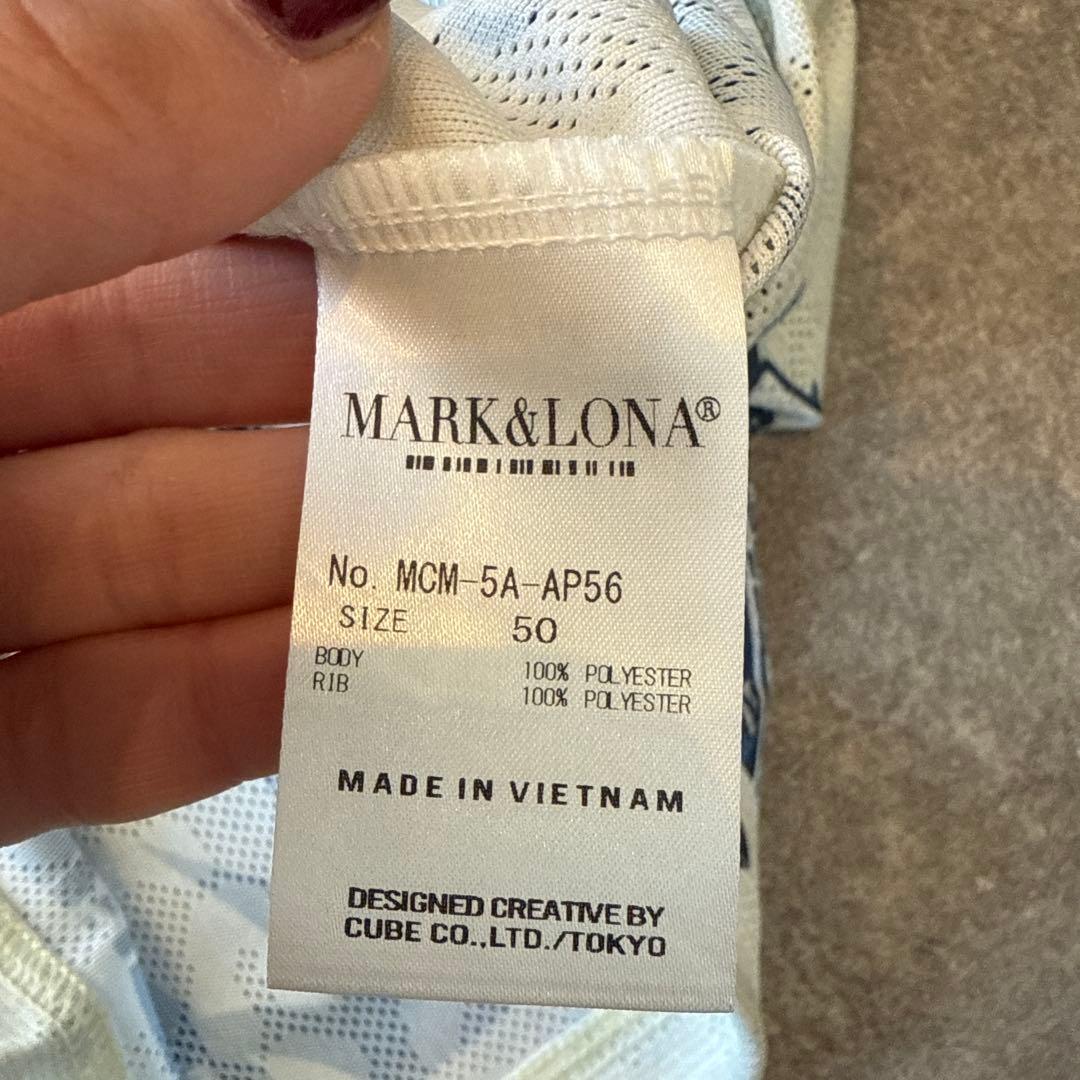 MARK&LONA®
No. MCM-5A-AP56
SIZE 50
BODY 100% POLYESTER
RIB 100% POLYESTER
MADE IN VIETNAM
DESIGNED CREATIVE BY
CUBE CO.,LTD./TOKYO